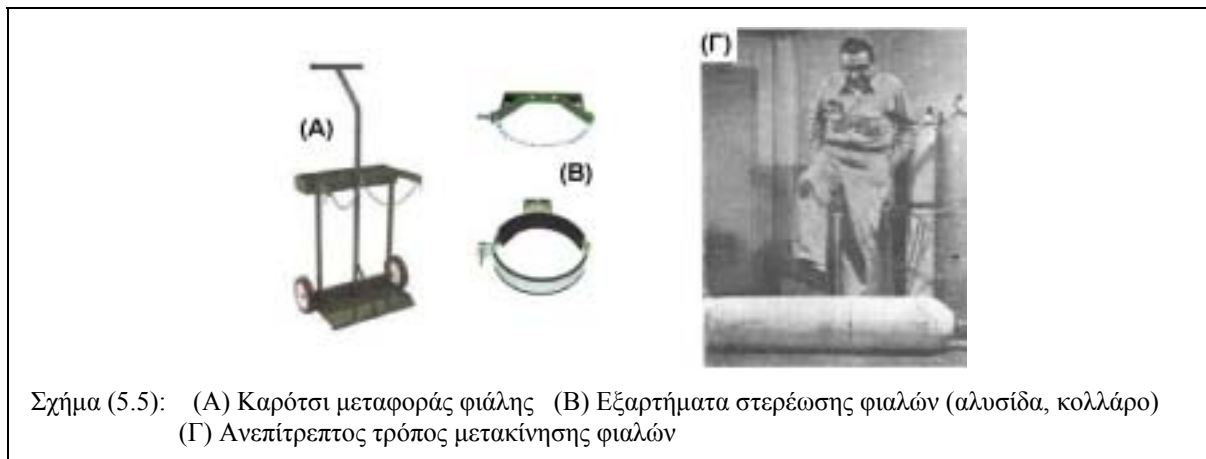 (Α)
(Β)
(Γ)
Σχήμα (5.5): (Α) Καρότσι μεταφοράς φιάλης (Β) Εξαρτήματα στερέωσης φιαλών (αλυσίδα, κολλάρο)
(Γ) Ανεπίτρεπτος τρόπος μετακίνησης φιαλών